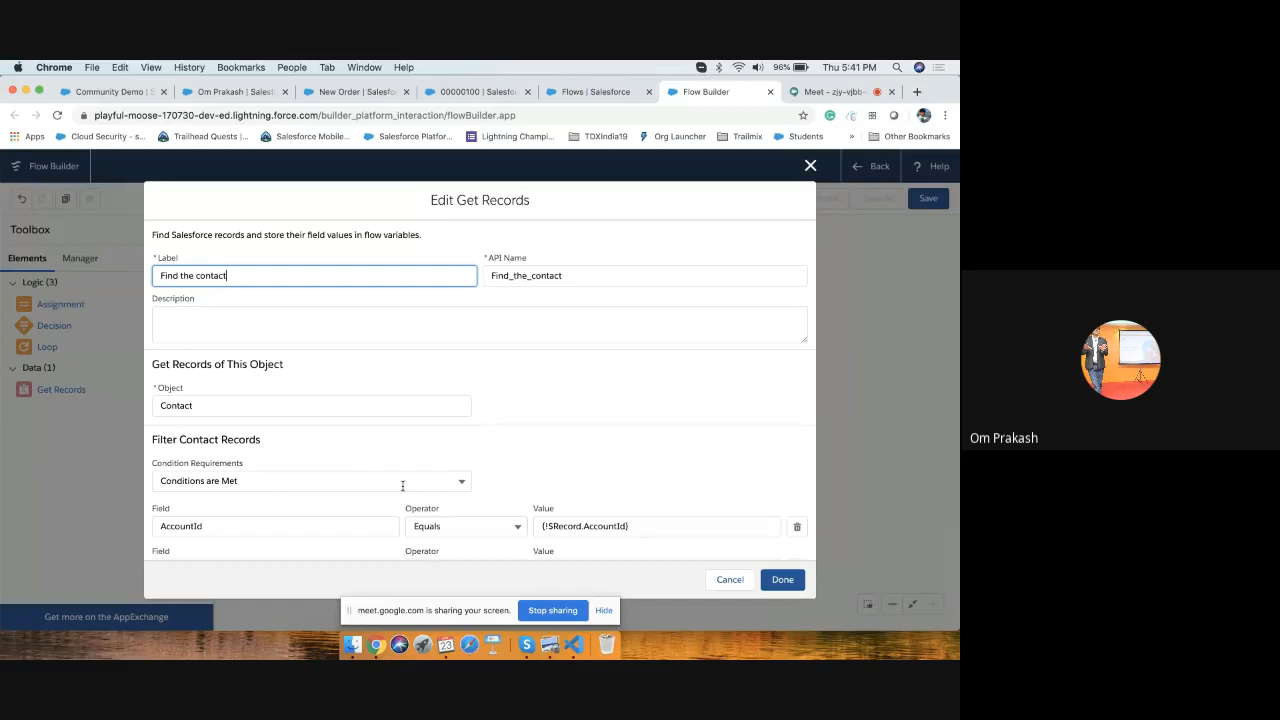 Chrome File Edit View History Bookmarks People Tab Window Help 96% Thu 5:41 PM
Community Demo | S Om Prakash | Salesf New Order | Salesfor 00000100 | Salesfo Flows | Salesforce Flow Builder Meet - zjy-vjbb-
playful-moose-170730-dev-ed.lightning.force.com/builder_platform_interaction/flowBuilder.app
Apps Cloud Security - s... Trailhead Quests... Salesforce Mobile... Salesforce Platfor... Lightning Champi... TDXIndia19 Org Launcher Trailmix Students » Other Bookmarks
Flow Builder Back ? Help
Edit Get Records
Save
Toolbox
Elements Manager
Logic (3)
Assignment
Decision
Loop
Data (1)
Get Records
Get more on the AppExchange
Find Salesforce records and store their field values in flow variables.
* Label * API Name
Find the contact Find_the_contact
Description
Get Records of This Object
* Object
Contact
Filter Contact Records
Condition Requirements
Conditions are Met
Field Operator Value
AccountId Equals {!SRecord.AccountId}
Field Operator Value
Cancel Done
meet.google.com is sharing your screen. Stop sharing Hide
23
Om Prakash